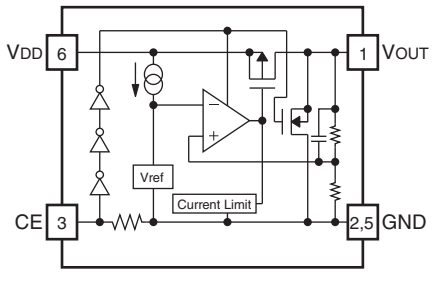 VDD 6 1 VOUT
−
+
Vref
Current Limit
CE 3 2,5 GND